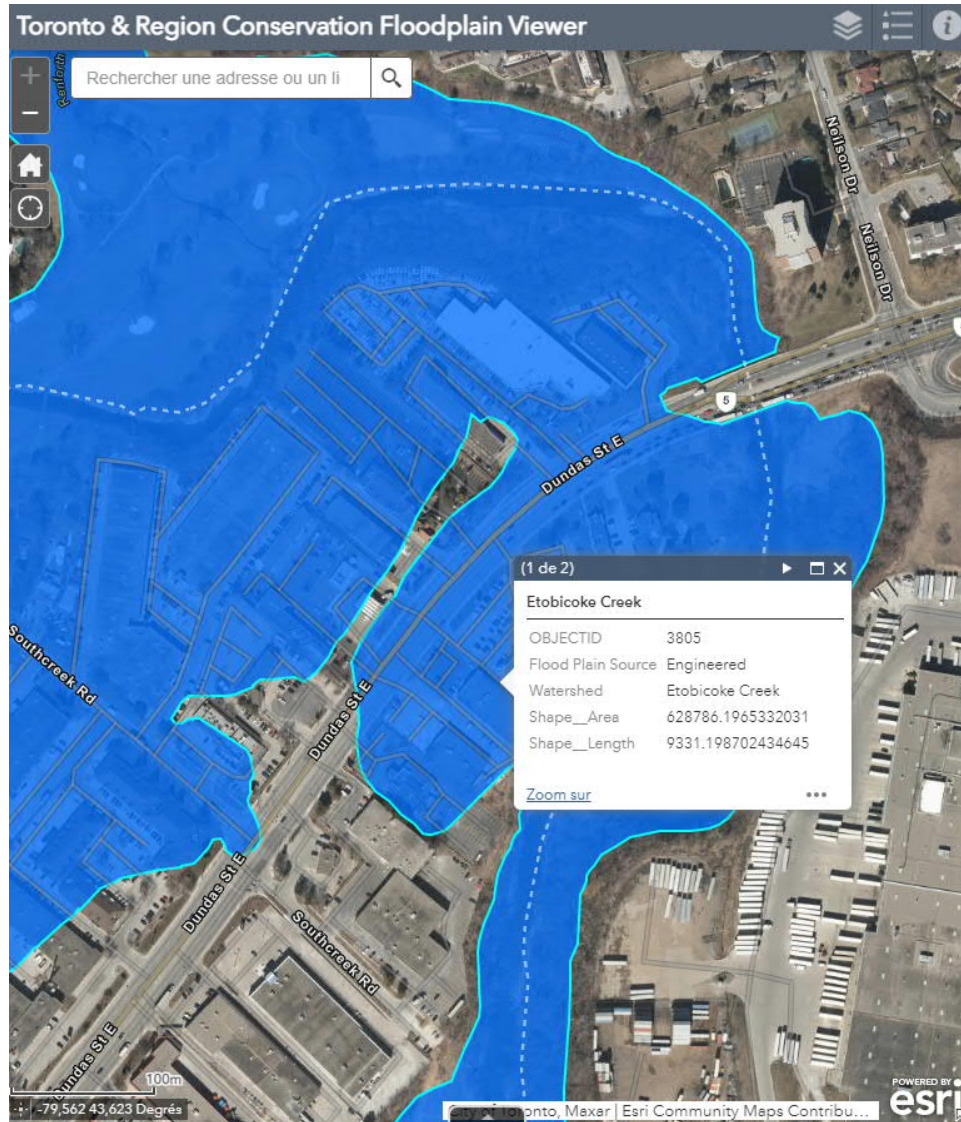 Toronto & Region Conservation Floodplain Viewer
Renforth
Rechercher une adresse ou un li
Neilson Dr
Neilson Dr
5
Dundas St E
Southcreek Rd
Dundas St E
(1 de 2)
Etobicoke Creek
OBJECTID 3805
Flood Plain Source Engineered
Watershed Etobicoke Creek
Shape__Area 628786.1965332031
Shape__Length 9331.198702434645
Zoom sur
Dundas St E
Southcreek Rd
Dundas St E
100m
-79,562 43,623 Degrés
City of Toronto, Maxar | Esri Community Maps Contribu...
POWERED BY
esri